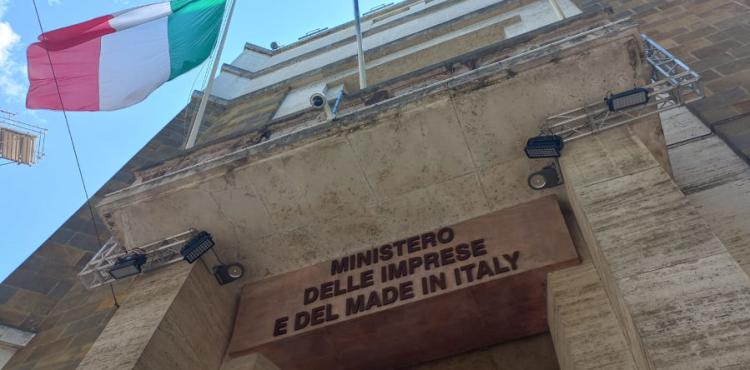 MINISTERO
DELLE IMPRESE
E DEL MADE IN ITALY